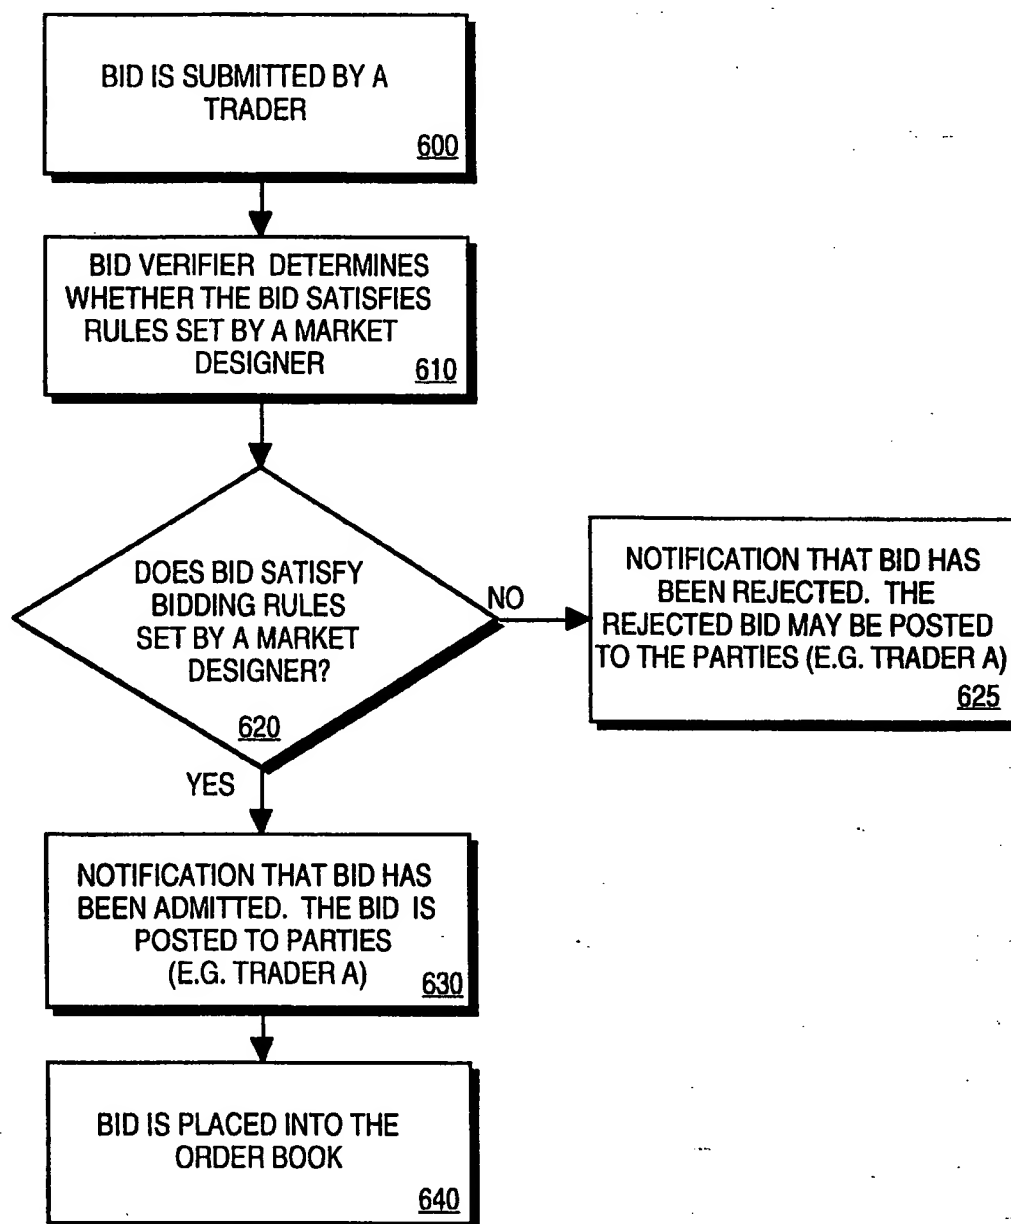 BID IS SUBMITTED BY A
TRADER
600
BID VERIFIER DETERMINES
WHETHER THE BID SATISFIES
RULES SET BY A MARKET
DESIGNER
610
DOES BID SATISFY
BIDDING RULES
SET BY A MARKET
DESIGNER?
620
NO
NOTIFICATION THAT BID HAS
BEEN REJECTED. THE
REJECTED BID MAY BE POSTED
TO THE PARTIES (E.G. TRADER A)
625
YES
NOTIFICATION THAT BID HAS
BEEN ADMITTED. THE BID IS
POSTED TO PARTIES
(E.G. TRADER A)
630
BID IS PLACED INTO THE
ORDER BOOK
640